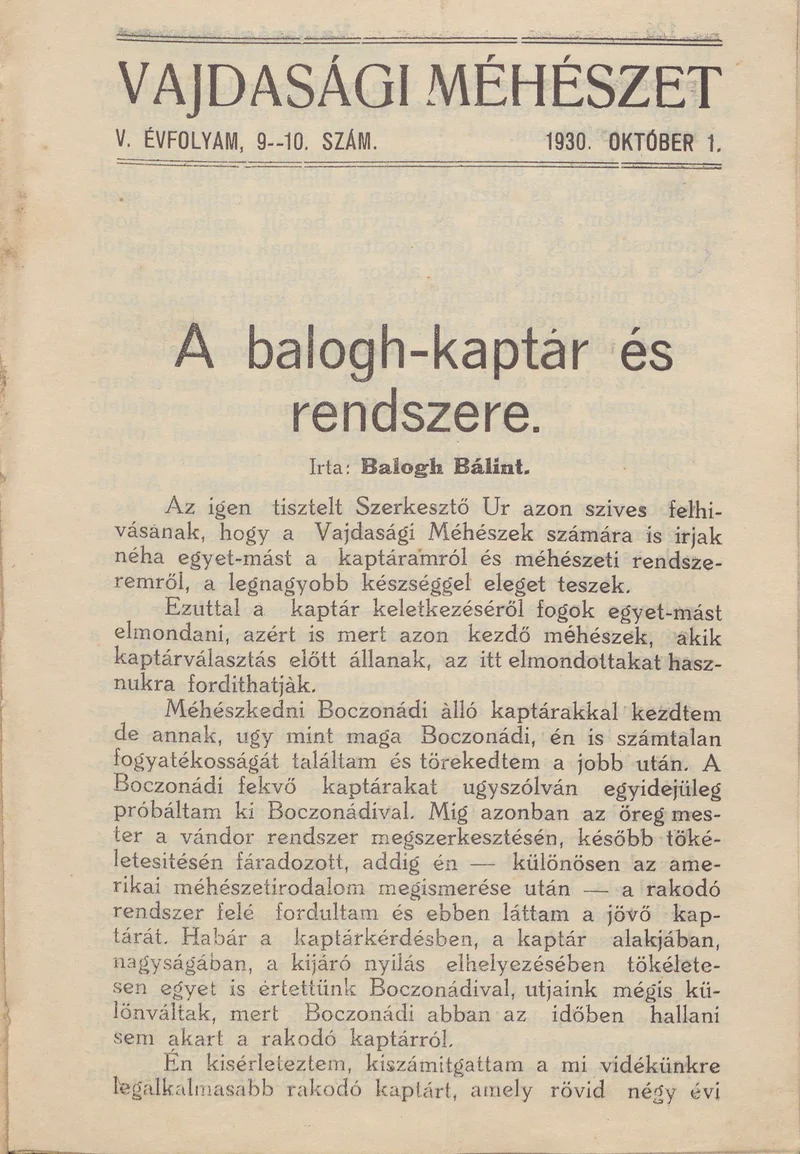 VAJDASÁGI MÉHÉSZET
V. ÉVFOLYAM, 9--10. SZÁM. 1930. OKTÓBER 1.
A balogh-kaptár és
rendszere.
Irta: Balogh Bálint.
Az igen tisztelt Szerkesztő Ur azon szives felhi-
vásának, hogy a Vajdasági Méhészek számára is irjak
néha egyet-mást a kaptáramról és méhészeti rendsze-
remről, a legnagyobb készséggel eleget teszek.
Ezuttal a kaptár keletkezéséről fogok egyet-mást
elmondani, azért is mert azon kezdő méhészek, akik
kaptárválasztás előtt állanak, az itt elmondottakat hasz-
nukra fordithatják.
Méhészkedni Boczonádi álló kaptárakkal kezdtem
de annak, ugy mint maga Boczonádi, én is számtalan
fogyatékosságát találtam és törekedtem a jobb után. A
Boczonádi fekvő kaptárakat ugyszólván egyidejüleg
próbáltam ki Boczonádival. Mig azonban az öreg mes-
ter a vándor rendszer megszerkesztésén, később töké-
letesitésén fáradozott, addig én — különösen az ame-
rikai méhészetirodalom megismerése után — a rakodó
rendszer felé fordultam és ebben láttam a jövő kap-
tárát. Habár a kaptárkérdésben, a kaptár alakjában,
nagyságában, a kijáró nyilás elhelyezésében tökélete-
sen egyet is értettünk Boczonádival, utjaink mégis kü-
lönváltak, mert Boczonádi abban az időben hallani
sem akart a rakodó kaptárról.
Én kisérleteztem, kiszámitgattam a mi vidékünkre
legalkalmasabb rakodó kaptárt, amely rövid négy évi